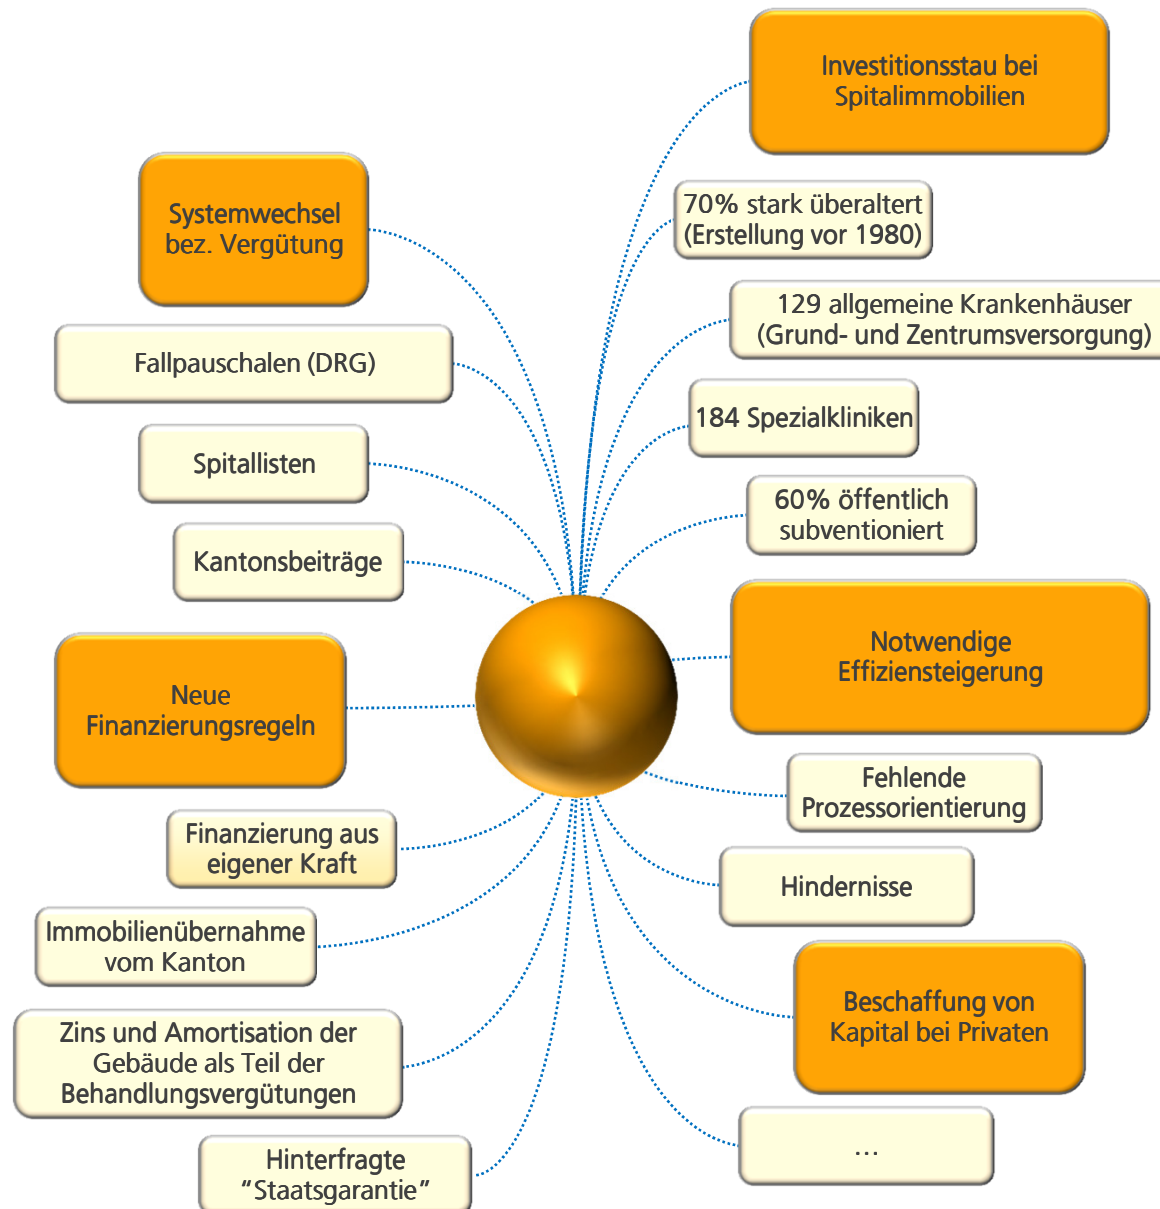 Systemwechsel
bez. Vergütung
Fallpauschalen (DRG)
Spitallisten
Kantonsbeiträge
Neue
Finanzierungsregeln
Finanzierung aus
eigener Kraft
Immobilienübernahme
vom Kanton
Zins und Amortisation der
Gebäude als Teil der
Behandlungsvergütungen
Hinterfragte
“Staatsgarantie”
Investitionsstau bei
Spitalimmobilien
70% stark überaltert
(Erstellung vor 1980)
129 allgemeine Krankenhäuser
(Grund- und Zentrumsversorgung)
184 Spezialkliniken
60% öffentlich
subventioniert
Notwendige
Effiziensteigerung
Fehlende
Prozessorientierung
Hindernisse
Beschaffung von
Kapital bei Privaten
…